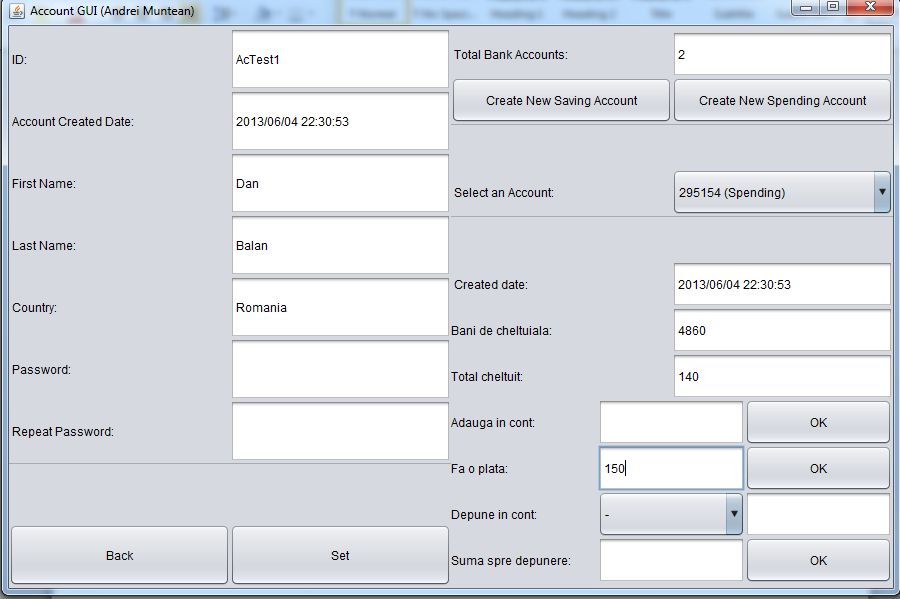 Account GUI (Andrei Muntean)
ID:
AcTest1
Account Created Date:
2013/06/04 22:30:53
First Name:
Dan
Last Name:
Balan
Country:
Romania
Password:
Repeat Password:
Back
Set
Total Bank Accounts:
2
Create New Saving Account
Create New Spending Account
Select an Account:
295154 (Spending)
Created date:
2013/06/04 22:30:53
Bani de cheltuiala:
4860
Total cheltuit:
140
Adauga in cont:
OK
Fa o plata:
150
OK
Depune in cont:
-
Suma spre depunere:
OK